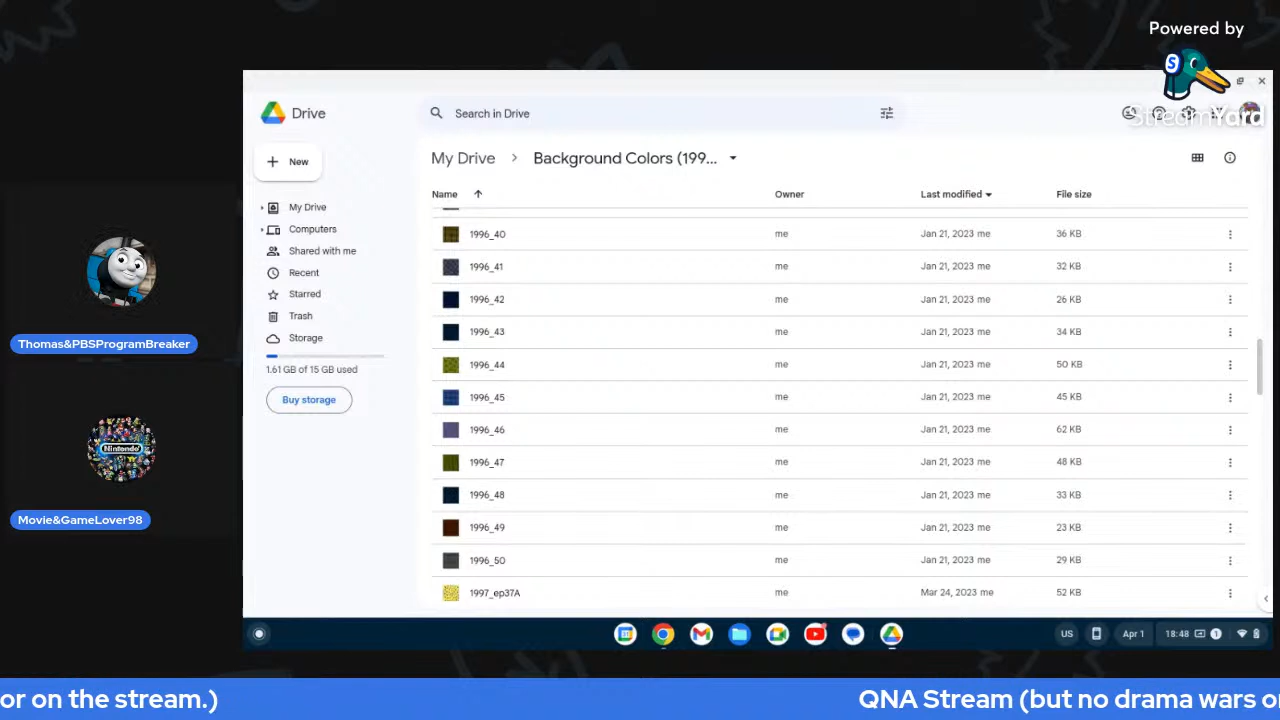 Powered by
StreamYard
Drive
Search in Drive
New
My Drive
Computers
Shared with me
Recent
Starred
Trash
Storage
1.61 GB of 15 GB used
Buy storage
My Drive > Background Colors (199...
Name Owner Last modified File size
1996_40 me Jan 21, 2023 me 36 KB
1996_41 me Jan 21, 2023 me 32 KB
1996_42 me Jan 21, 2023 me 26 KB
1996_43 me Jan 21, 2023 me 34 KB
1996_44 me Jan 21, 2023 me 50 KB
1996_45 me Jan 21, 2023 me 45 KB
1996_46 me Jan 21, 2023 me 62 KB
1996_47 me Jan 21, 2023 me 48 KB
1996_48 me Jan 21, 2023 me 33 KB
1996_49 me Jan 21, 2023 me 23 KB
1996_50 me Jan 21, 2023 me 29 KB
1997_ep37A me Mar 24, 2023 me 52 KB
Thomas&PBSProgramBreaker
Nintendo
Movie&GameLover98
US Apr 1 18:48 1
or on the stream.) QNA Stream (but no drama wars o